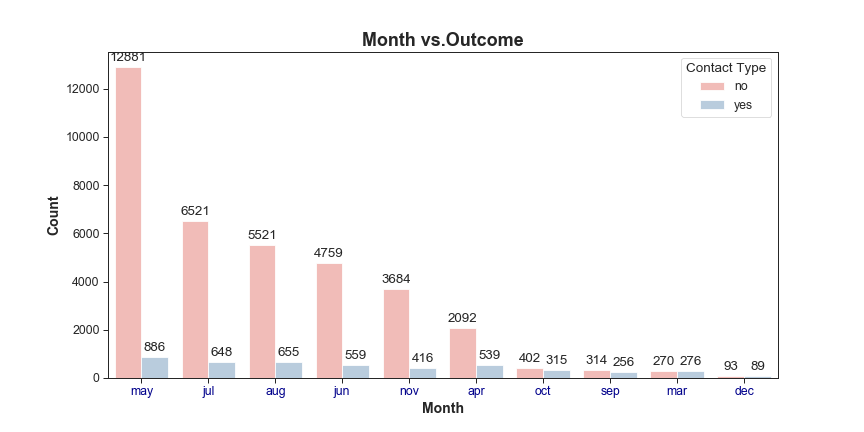 Month vs.Outcome
Contact Type
no
yes
Count
12000
10000
8000
6000
4000
2000
0
12881
886
6521
648
5521
655
4759
559
3684
416
2092
539
402
315
314
256
270
276
93
89
may
jul
aug
jun
nov
apr
oct
sep
mar
dec
Month